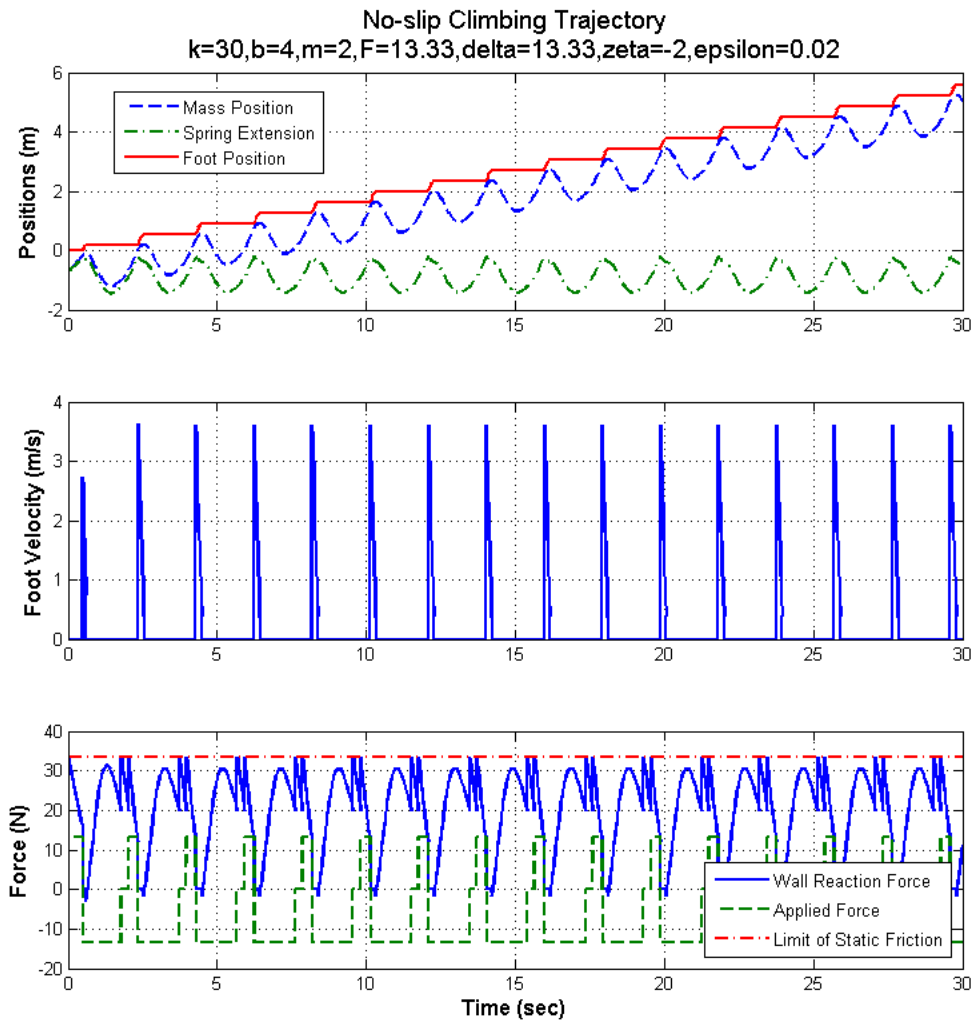 No-slip Climbing Trajectory
k=30,b=4,m=2,F=13.33,delta=13.33,zeta=-2,epsilon=0.02
Positions (m)
6
4
2
0
-2
Mass Position
Spring Extension
Foot Position
0 5 10 15 20 25 30
Foot Velocity (m/s)
4
3
2
1
0
0 5 10 15 20 25 30
Force (N)
40
30
20
10
0
-10
-20
Wall Reaction Force
Applied Force
Limit of Static Friction
0 5 10 15 20 25 30
Time (sec)